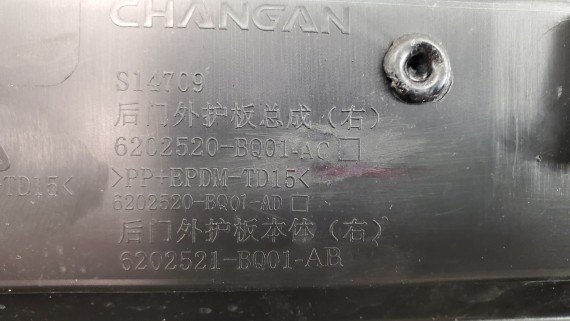 CHANGAN
S14709
后门外护板总成（右）
6202520-BQ01-AC□
>PP+EPDM-TD15<
TD15<
6202520-BQ01-AD□
后门外护板本体（右）
6202521-BQ01-AB